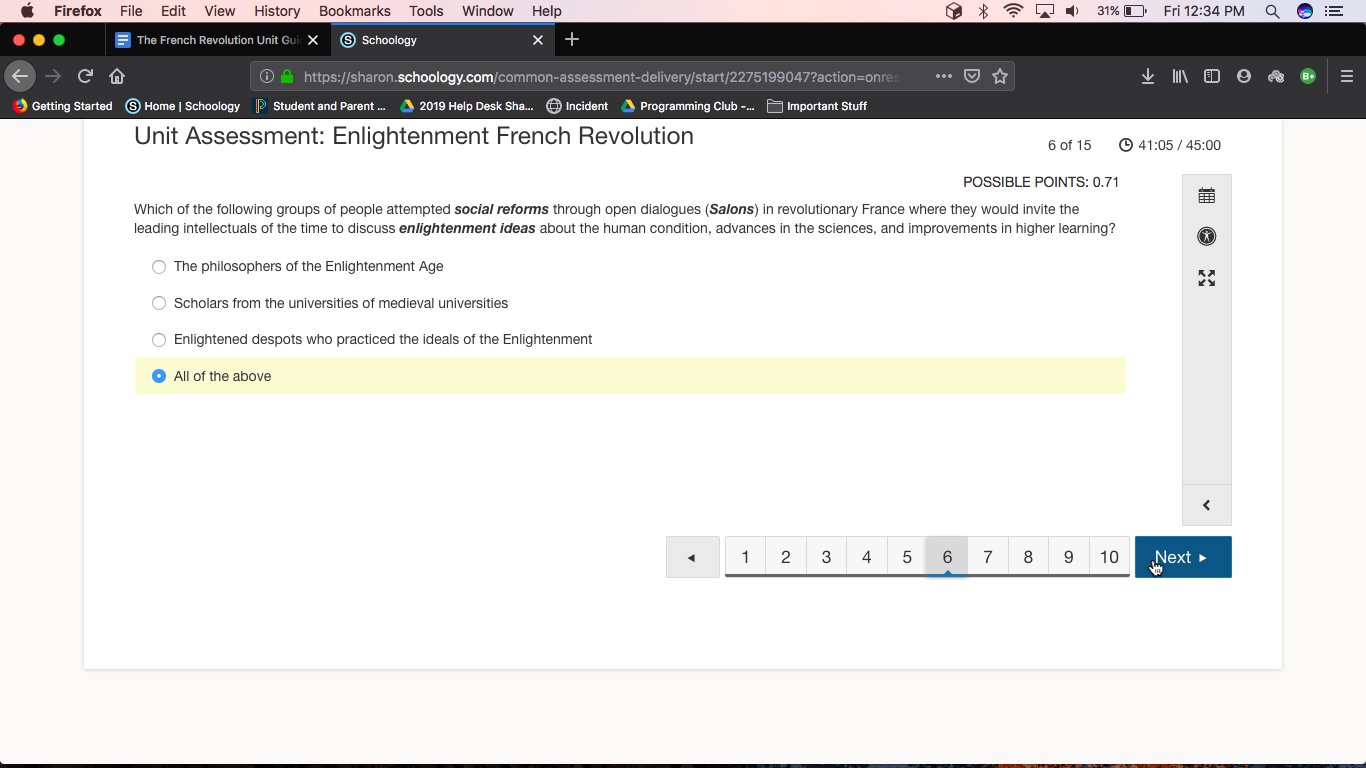 Firefox File Edit View History Bookmarks Tools Window Help 31% Fri 12:34 PM
The French Revolution Unit Gui
Schoology
https://sharon.schoology.com/common-assessment-delivery/start/2275199047?action=onres
Getting Started Home | Schoology Student and Parent ... 2019 Help Desk Sha... Incident Programming Club -... Important Stuff
Unit Assessment: Enlightenment French Revolution
6 of 15 41:05 / 45:00
POSSIBLE POINTS: 0.71
Which of the following groups of people attempted social reforms through open dialogues (Salons) in revolutionary France where they would invite the
leading intellectuals of the time to discuss enlightenment ideas about the human condition, advances in the sciences, and improvements in higher learning?
The philosophers of the Enlightenment Age
Scholars from the universities of medieval universities
Enlightened despots who practiced the ideals of the Enlightenment
All of the above
1 2 3 4 5 6 7 8 9 10 Next